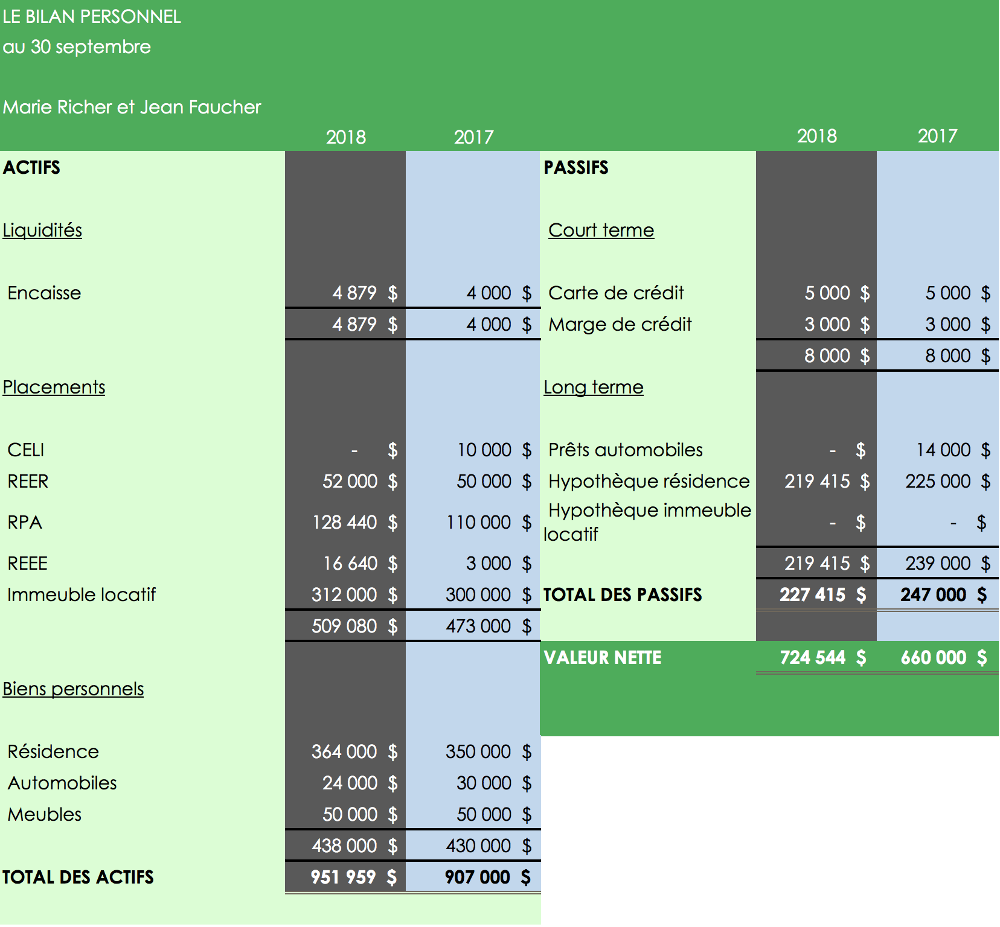 LE BILAN PERSONNEL
au 30 septembre
Marie Richer et Jean Faucher
2018 2017 2018 2017
ACTIFS PASSIFS
Liquidités Court terme
Encaisse 4 879 $ 4 000 $ Carte de crédit 5 000 $ 5 000 $
4 879 $ 4 000 $ Marge de crédit 3 000 $ 3 000 $
8 000 $ 8 000 $
Placements Long terme
CELI - $ 10 000 $ Prêts automobiles - $ 14 000 $
REER 52 000 $ 50 000 $ Hypothèque résidence 219 415 $ 225 000 $
RPA 128 440 $ 110 000 $ Hypothèque immeuble
locatif - $ - $
REEE 16 640 $ 3 000 $ 219 415 $ 239 000 $
Immeuble locatif 312 000 $ 300 000 $ TOTAL DES PASSIFS 227 415 $ 247 000 $
509 080 $ 473 000 $
VALEUR NETTE 724 544 $ 660 000 $
Biens personnels
Résidence 364 000 $ 350 000 $
Automobiles 24 000 $ 30 000 $
Meubles 50 000 $ 50 000 $
438 000 $ 430 000 $
TOTAL DES ACTIFS 951 959 $ 907 000 $